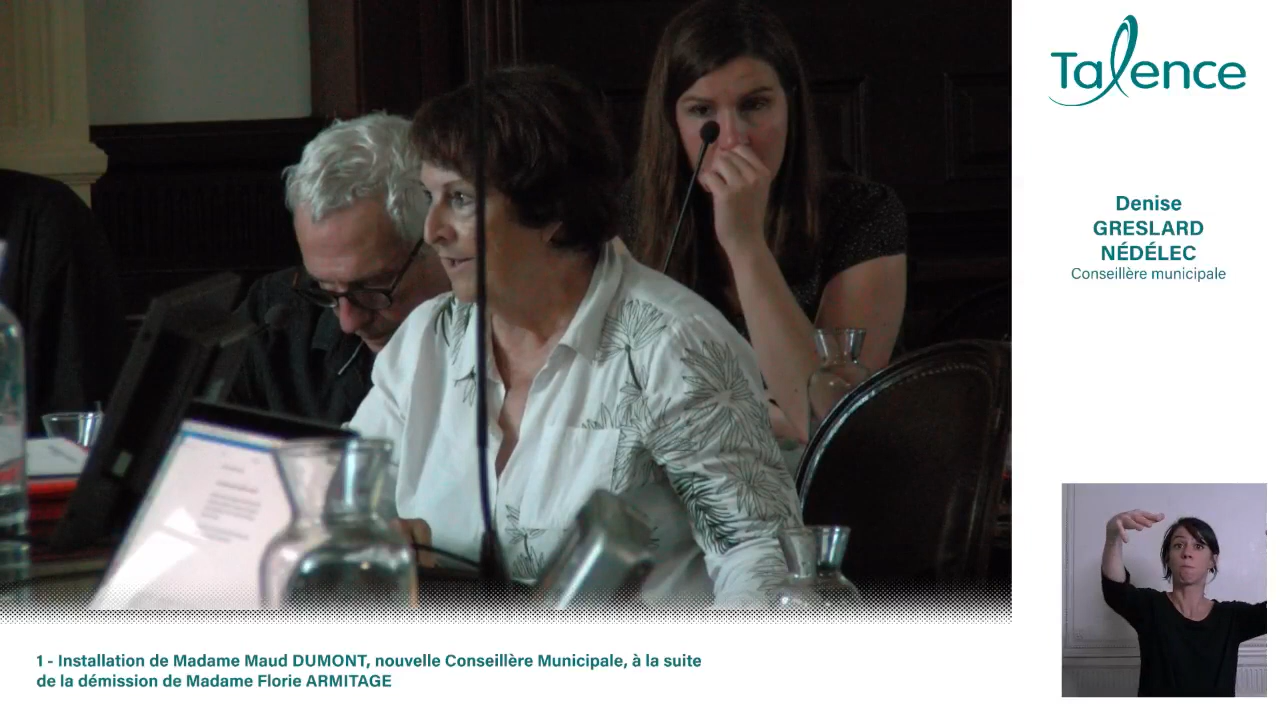 Talence
Denise
GRESLARD
NÉDÉLEC
Conseillère municipale
1 - Installation de Madame Maud DUMONT, nouvelle Conseillère Municipale, à la suite
de la démission de Madame Florie ARMITAGE